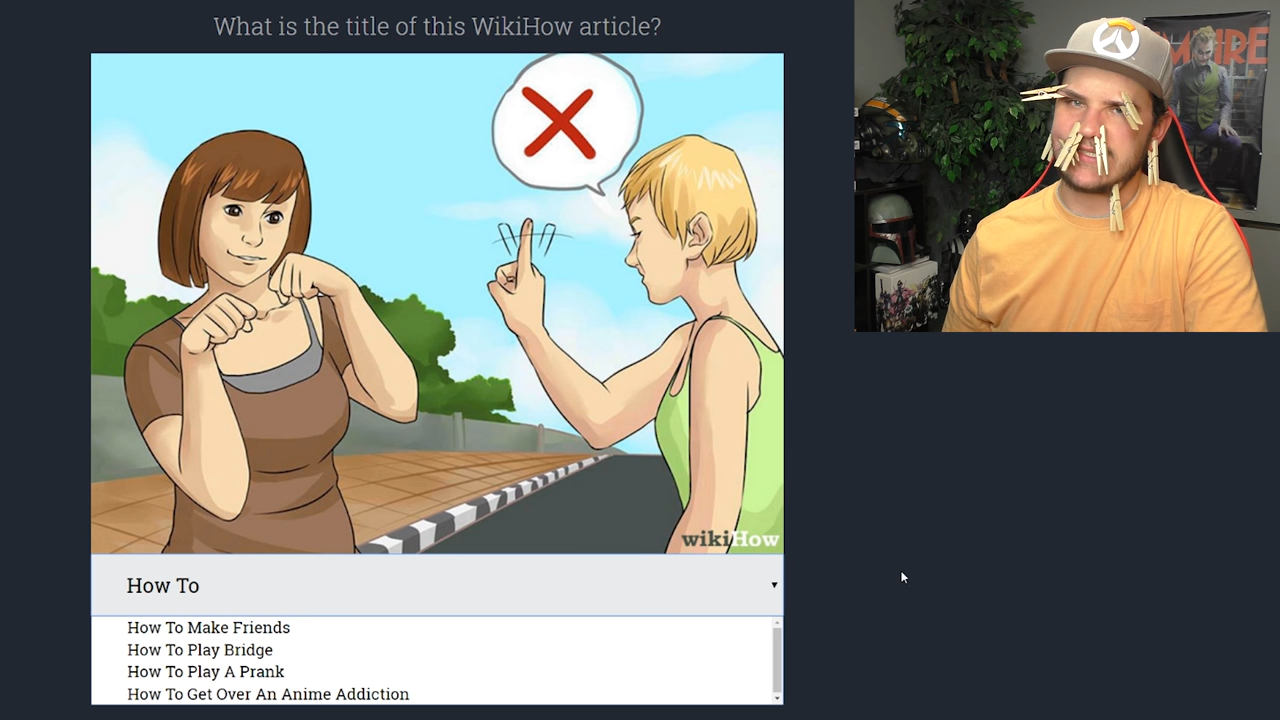 What is the title of this WikiHow article?
EMPIRE
wikiHow
How To
How To Make Friends
How To Play Bridge
How To Play A Prank
How To Get Over An Anime Addiction